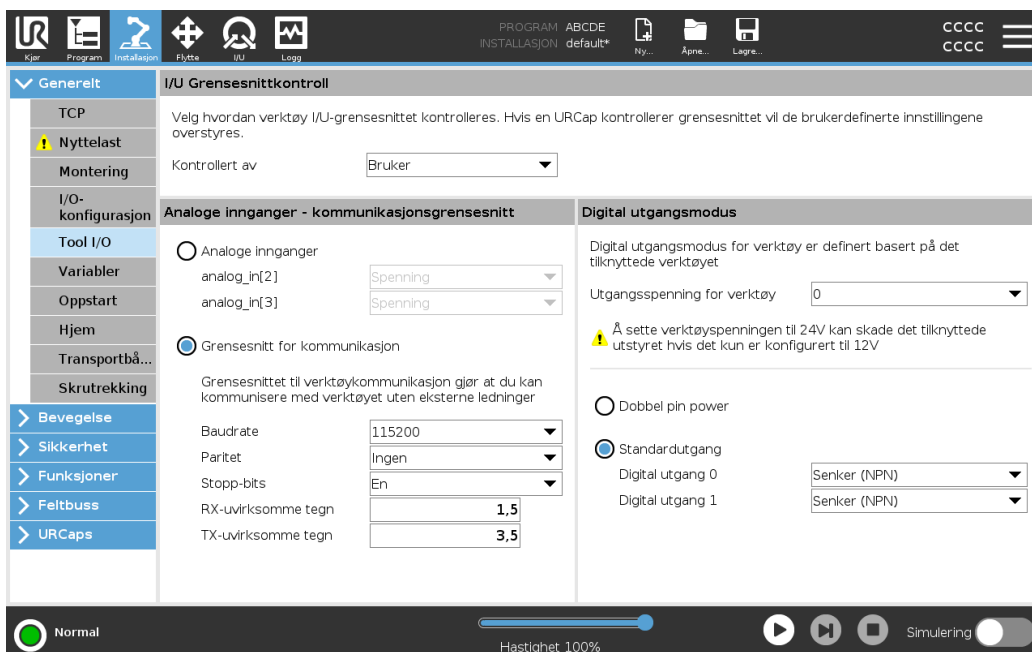 UR
PROGRAM ABCDE
INSTALLASJON default*
CCCC
CCCC
Kjør
Program
Installasjon
Flytte
I/U
Logg
Ny...
Åpne...
Lagre...
Generelt
TCP
Nyttelast
Montering
I/O-
konfigurasjon
Tool I/O
Variabler
Oppstart
Hjem
Transportbå...
Skrutrekking
Bevegelse
Sikkerhet
Funksjoner
Feltbuss
URCaps
I/U Grensesnittkontroll
Velg hvordan verktøy I/U-grensesnittet kontrolleres. Hvis en URCap kontrollerer grensesnittet vil de brukerdefinerte innstillingene
overstyres.
Kontrollert av Bruker
Analoge innganger - kommunikasjonsgrensesnitt
Analoge innganger
analog_in[2] Spenning
analog_in[3] Spenning
Grensesnitt for kommunikasjon
Grensesnittet til verktøykommunikasjon gjør at du kan
kommunisere med verktøyet uten eksterne ledninger
Baudrate 115200
Paritet Ingen
Stopp-bits En
RX-uvirksomme tegn 1,5
TX-uvirksomme tegn 3,5
Digital utgangsmodus
Digital utgangsmodus for verktøy er definert basert på det
tilknyttede verktøyet
Utgangsspenning for verktøy 0
Å sette verktøyspenningen til 24V kan skade det tilknyttede
utstyret hvis det kun er konfigurert til 12V
Dobbel pin power
Standardutgang
Digital utgang 0 Senker (NPN)
Digital utgang 1 Senker (NPN)
Normal
Hastighet 100%
Simulering